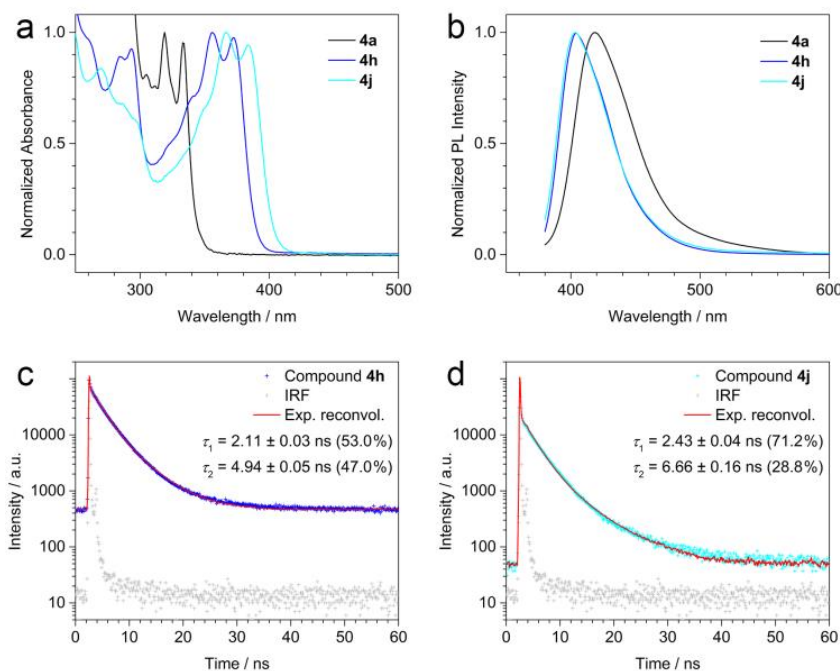 a
4a
4h
4j
Normalized Absorbance
1.0
0.5
0.0
300
400
500
Wavelength / nm
b
4a
4h
4j
Normalized PL Intensity
1.0
0.5
0.0
400
500
600
Wavelength / nm
c
Compound 4h
IRF
Exp. reconvol.
τ1 = 2.11 ± 0.03 ns (53.0%)
τ2 = 4.94 ± 0.05 ns (47.0%)
Intensity / a.u.
10000
1000
100
10
0 10 20 30 40 50 60
Time / ns
d
Compound 4j
IRF
Exp. reconvol.
τ1 = 2.43 ± 0.04 ns (71.2%)
τ2 = 6.66 ± 0.16 ns (28.8%)
Intensity / a.u.
10000
1000
100
10
0 10 20 30 40 50 60
Time / ns